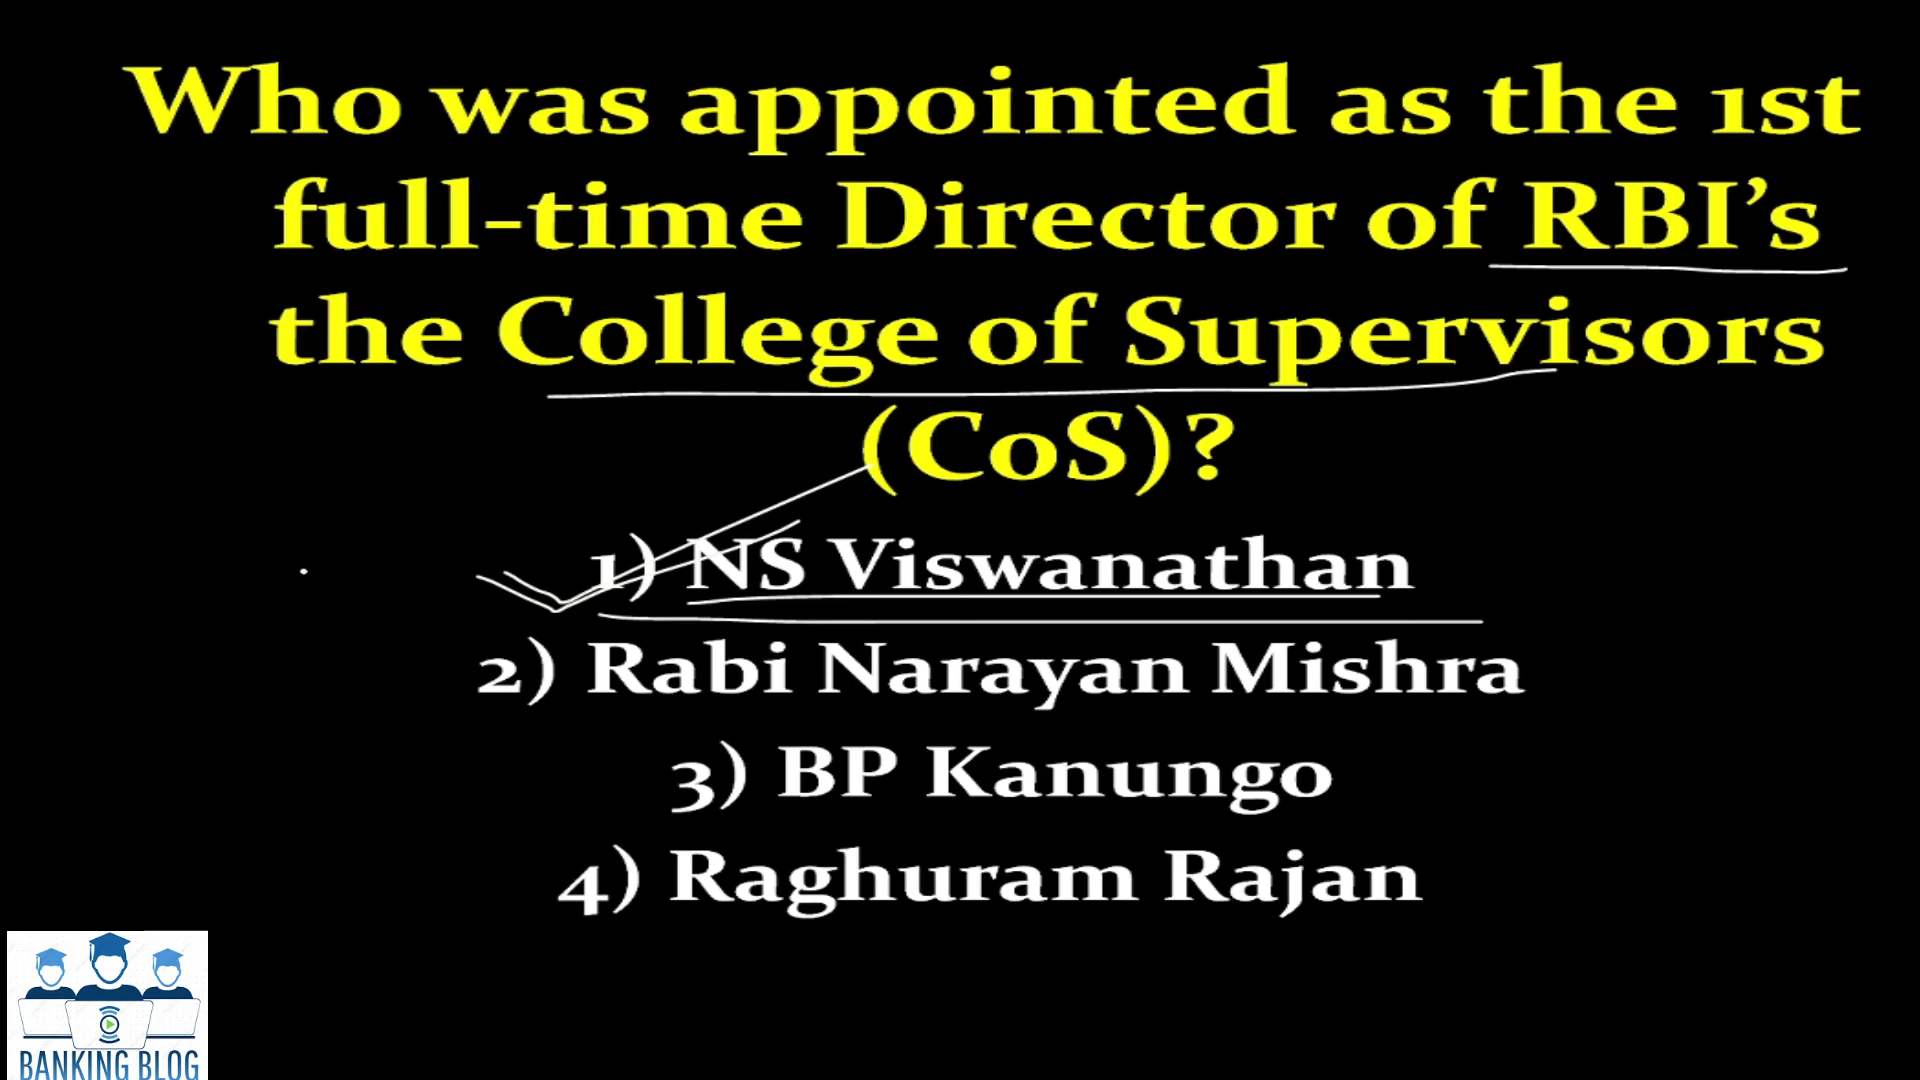 Who was appointed as the 1st
full-time Director of RBI's
the College of Supervisors
(CoS)?
1) NS Viswanathan
2) Rabi Narayan Mishra
3) BP Kanungo
4) Raghuram Rajan
BANKING BLOG